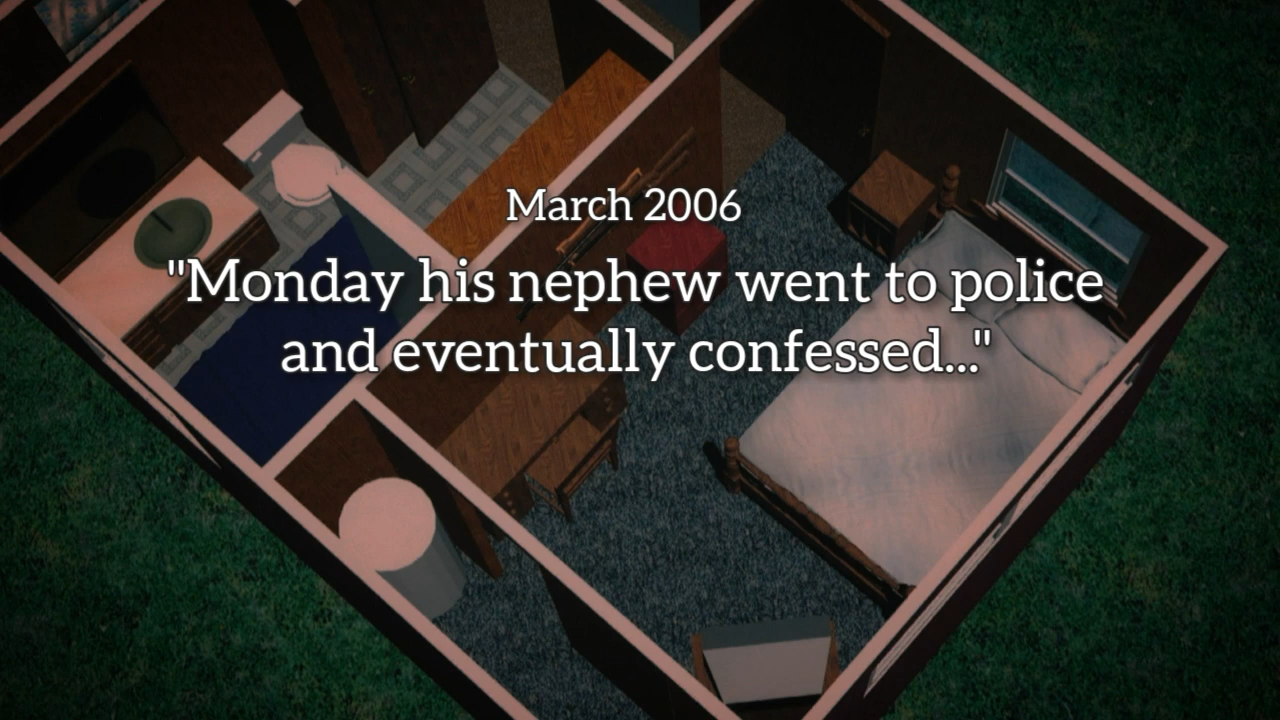 March 2006
"Monday his nephew went to police
and eventually confessed..."